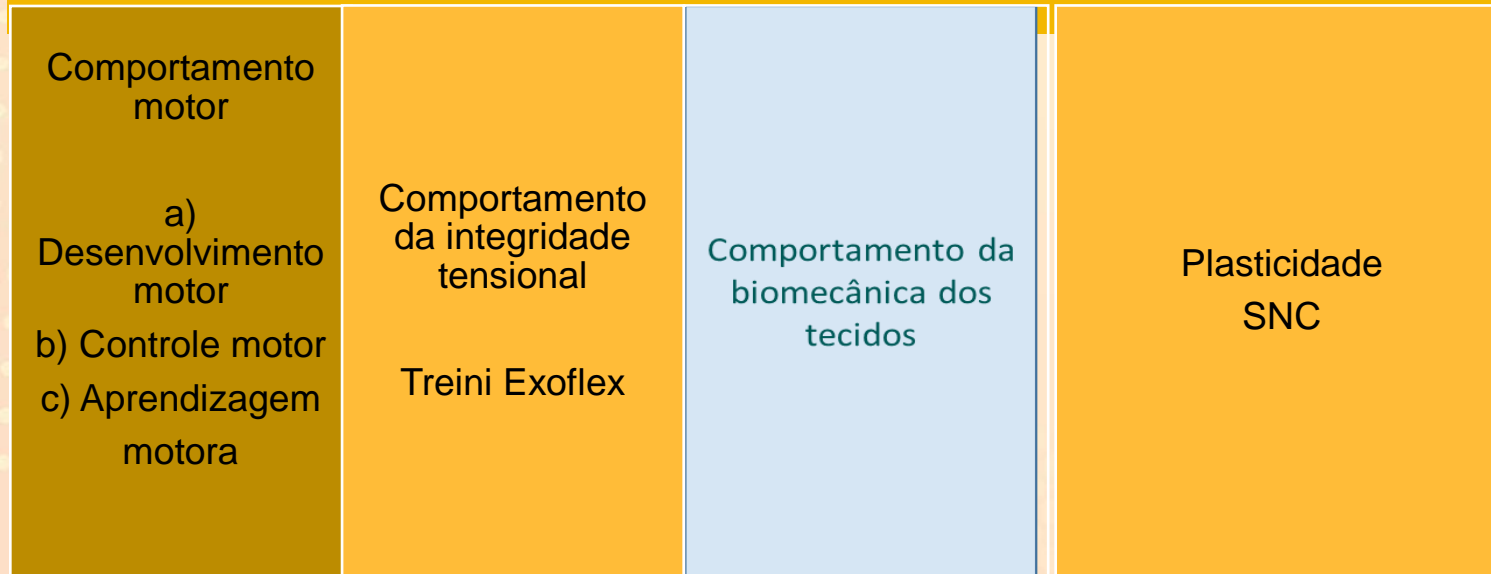 Comportamento
motor
a)
Desenvolvimento
motor
b) Controle motor
c) Aprendizagem
motora
Comportamento
da integridade
tensional
Treini Exoflex
Comportamento da
biomecânica dos
tecidos
Plasticidade
SNC